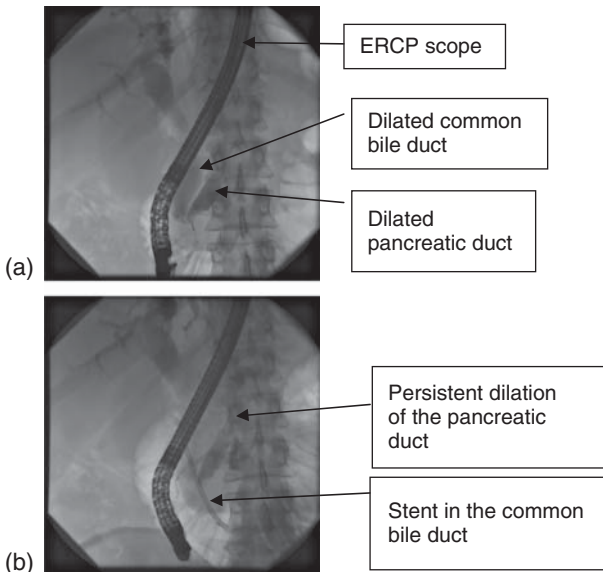 ERCP scope
Dilated common
bile duct
Dilated
pancreatic duct
(a)
Persistent dilation
of the pancreatic
duct
Stent in the common
bile duct
(b)